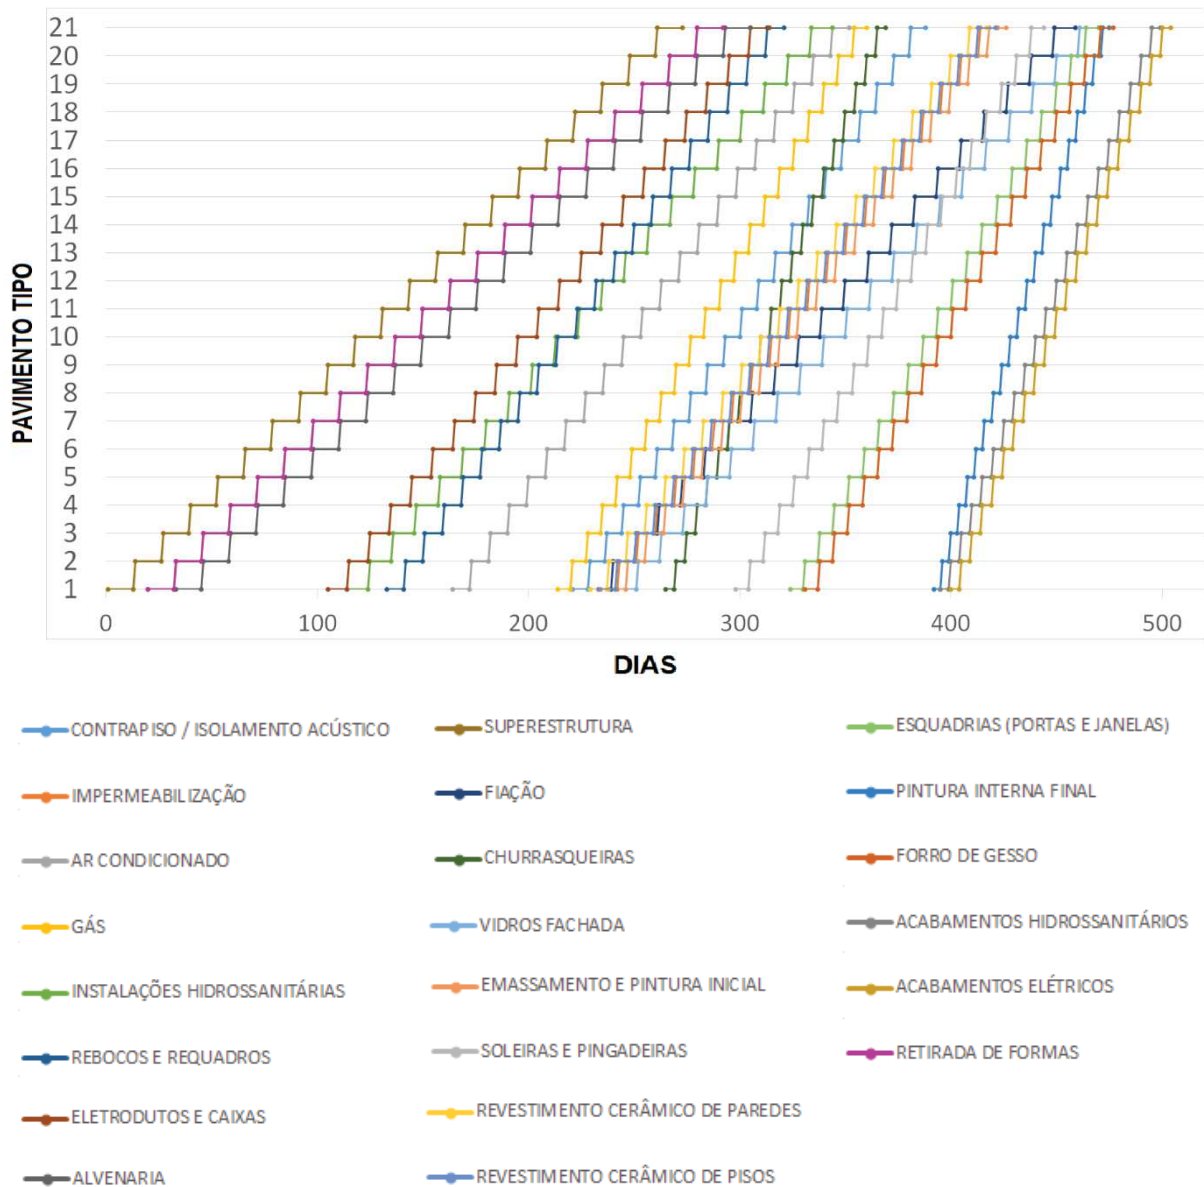 21
20
19
18
17
16
15
14
13
12
11
10
9
8
7
6
5
4
3
2
1
PAVIMENTO TIPO
0 100 200 300 400 500
DIAS
CONTRAPISO / ISOLAMENTO ACÚSTICO
SUPERESTRUTURA
ESQUADRIAS (PORTAS E JANELAS)
IMPERMEABILIZAÇÃO
FIAÇÃO
PINTURA INTERNA FINAL
AR CONDICIONADO
CHURRASQUEIRAS
FORRO DE GESSO
GÁS
VIDROS FACHADA
ACABAMENTOS HIDROSSANITÁRIOS
INSTALAÇÕES HIDROSSANITÁRIAS
EMASSAMENTO E PINTURA INICIAL
ACABAMENTOS ELÉTRICOS
REBOCOS E REQUADROS
SOLEIRAS E PINGADEIRAS
RETIRADA DE FORMAS
ELETRODUTOS E CAIXAS
REVESTIMENTO CERÂMICO DE PAREDES
ALVENARIA
REVESTIMENTO CERÂMICO DE PISOS